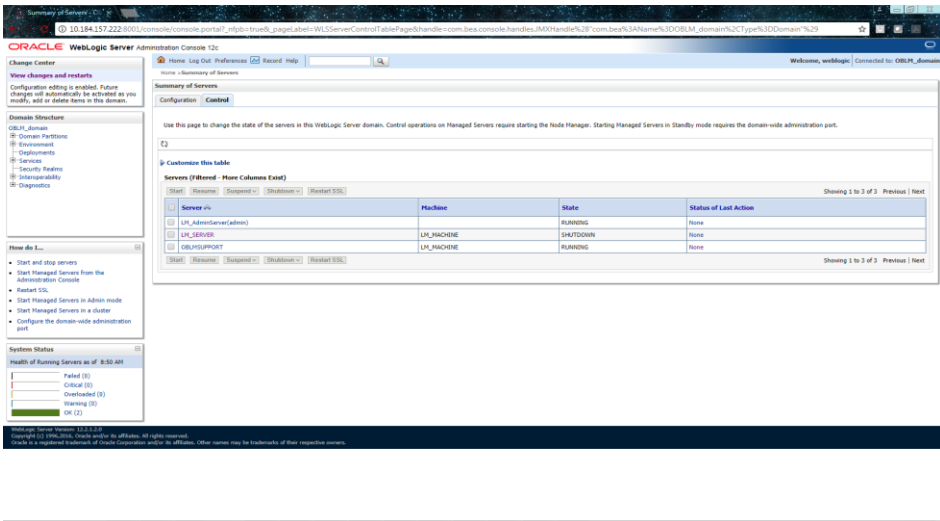 Summary of Servers - O
10.184.157.222:8001/console/console.portal?_nfpb=true&_pageLabel=WLSServerControlTablePage&handle=com.bea.console.handles.JMXHandle%28"com.bea%3AName%3DOBLM_domain%2CType%3DDomain"%29
ORACLE WebLogic Server Administration Console 12c
Change Center
View changes and restarts
Configuration editing is enabled. Future
changes will automatically be activated as you
modify, add or delete items in this domain.
Domain Structure
OBLM_domain
Domain Partitions
Environment
Deployments
Services
Security Realms
Interoperability
Diagnostics
How do I...
Start and stop servers
Start Managed Servers from the
Administration Console
Restart SSL
Start Managed Servers in Admin mode
Start Managed Servers in a cluster
Configure the domain-wide administration
port
System Status
Health of Running Servers as of 8:50 AM
Failed (0)
Critical (0)
Overloaded (0)
Warning (0)
OK (2)
Home Log Out Preferences Record Help
Welcome, weblogic Connected to: OBLM_domain
Home >Summary of Servers
Summary of Servers
Configuration Control
Use this page to change the state of the servers in this WebLogic Server domain. Control operations on Managed Servers require starting the Node Manager. Starting Managed Servers in Standby mode requires the domain-wide administration port.
Customize this table
Servers (Filtered - More Columns Exist)
Start Resume Suspend Shutdown Restart SSL Showing 1 to 3 of 3 Previous | Next
Server Machine State Status of Last Action
LM_AdminServer(admin) RUNNING None
LM_SERVER LM_MACHINE SHUTDOWN None
OBLMSUPPORT LM_MACHINE RUNNING None
Start Resume Suspend Shutdown Restart SSL Showing 1 to 3 of 3 Previous | Next
WebLogic Server Version: 12.2.1.2.0
Copyright (c) 1996,2016, Oracle and/or its affiliates. All rights reserved.
Oracle is a registered trademark of Oracle Corporation and/or its affiliates. Other names may be trademarks of their respective owners.